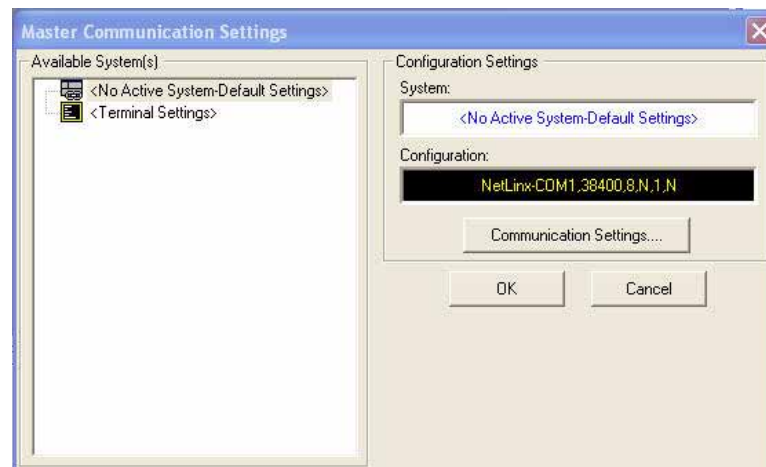 Master Communication Settings
Available System(s)
<No Active System-Default Settings>
<Terminal Settings>
Configuration Settings
System:
<No Active System-Default Settings>
Configuration:
NetLinx-COM1,38400,8,N,1,N
Communication Settings....
OK
Cancel